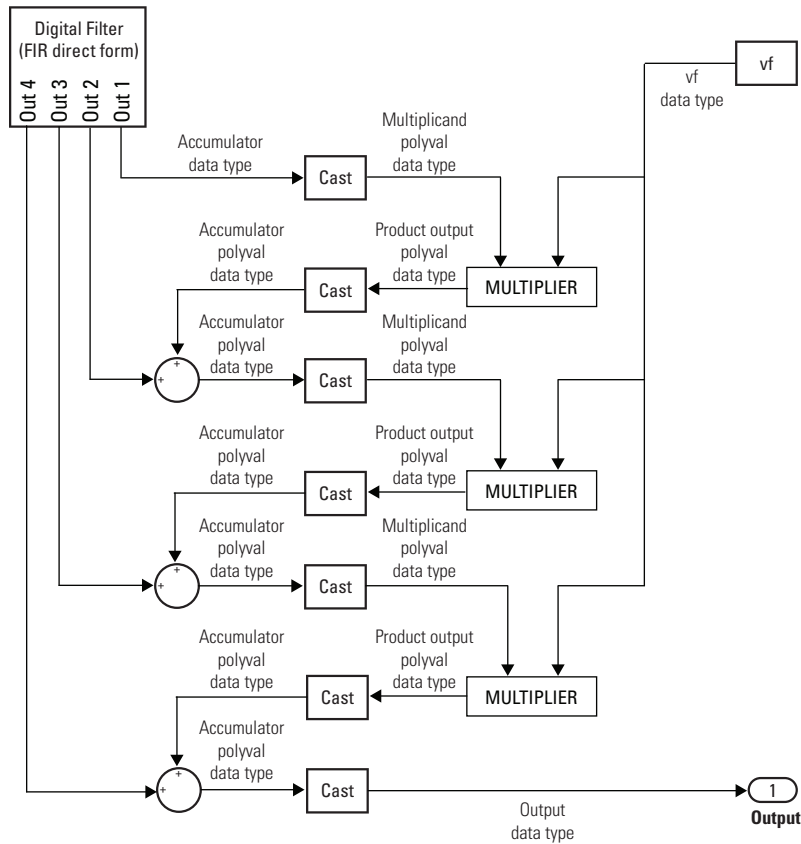 Digital Filter
(FIR direct form)
Out 4
Out 3
Out 2
Out 1
vf
vf
data type
Accumulator
data type
Cast
Multiplicand
polyval
data type
Accumulator
polyval
data type
Cast
Product output
polyval
data type
MULTIPLIER
+
+
Accumulator
polyval
data type
Cast
Multiplicand
polyval
data type
Accumulator
polyval
data type
Cast
Product output
polyval
data type
MULTIPLIER
+
+
Accumulator
polyval
data type
Cast
Multiplicand
polyval
data type
Accumulator
polyval
data type
Cast
Product output
polyval
data type
MULTIPLIER
+
+
Accumulator
polyval
data type
Cast
Output
data type
1
Output